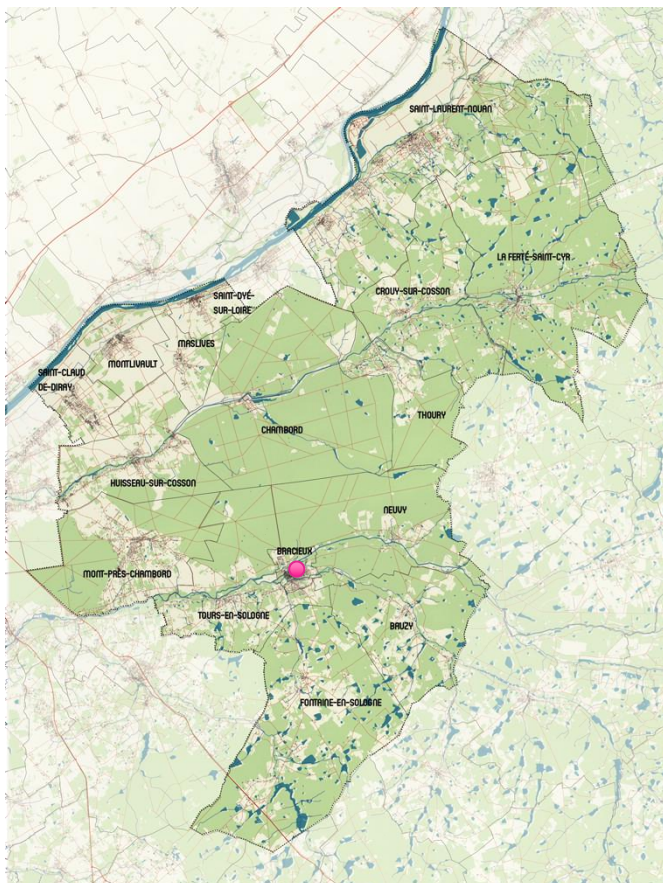 SAINT-LAURENT-NOUAN
LA FERTÉ-SAINT-CYR
CROUY-SUR-COSSON
SAINT-DYÉ-
SUR-LOIRE
MASLIVES
MONTLIVAULT
SAINT-CLAUD
DE-DIRAY
THOURY
CHAMBORD
HUISSEAU-SUR-COSSON
NEUVY
BRACIEUX
MONT-PRÈS-CHAMBORD
TOURS-EN-SOLOGNE
BAUZY
FONTAINE-EN-SOLOGNE